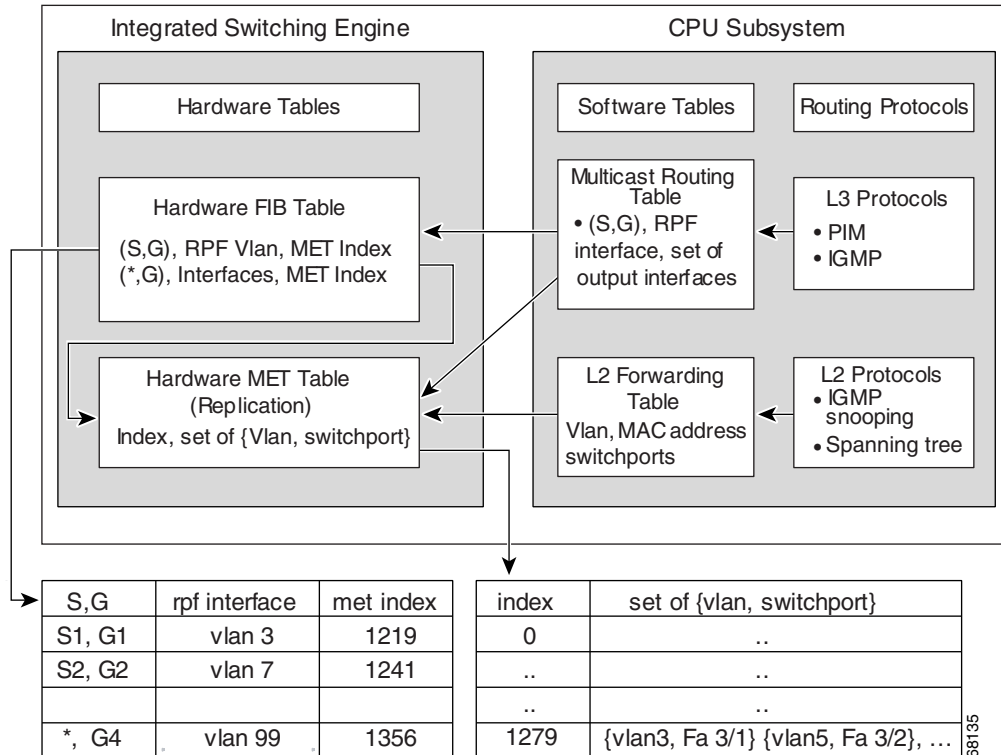 Integrated Switching Engine
CPU Subsystem
Hardware Tables
Software Tables
Routing Protocols
Hardware FIB Table
(S,G), RPF Vlan, MET Index
(*,G), Interfaces, MET Index
Multicast Routing
Table
• (S,G), RPF
interface, set of
output interfaces
L3 Protocols
• PIM
• IGMP
Hardware MET Table
(Replication)
Index, set of {Vlan, switchport}
L2 Forwarding
Table
Vlan, MAC address
switchports
L2 Protocols
• IGMP
snooping
• Spanning tree
S,G rpf interface met index
S1, G1 vlan 3 1219
S2, G2 vlan 7 1241
*, G4 vlan 99 1356
index set of {vlan, switchport}
0 ..
.. ..
.. ..
1279 {vlan3, Fa 3/1} {vlan5, Fa 3/2}, ...
68135